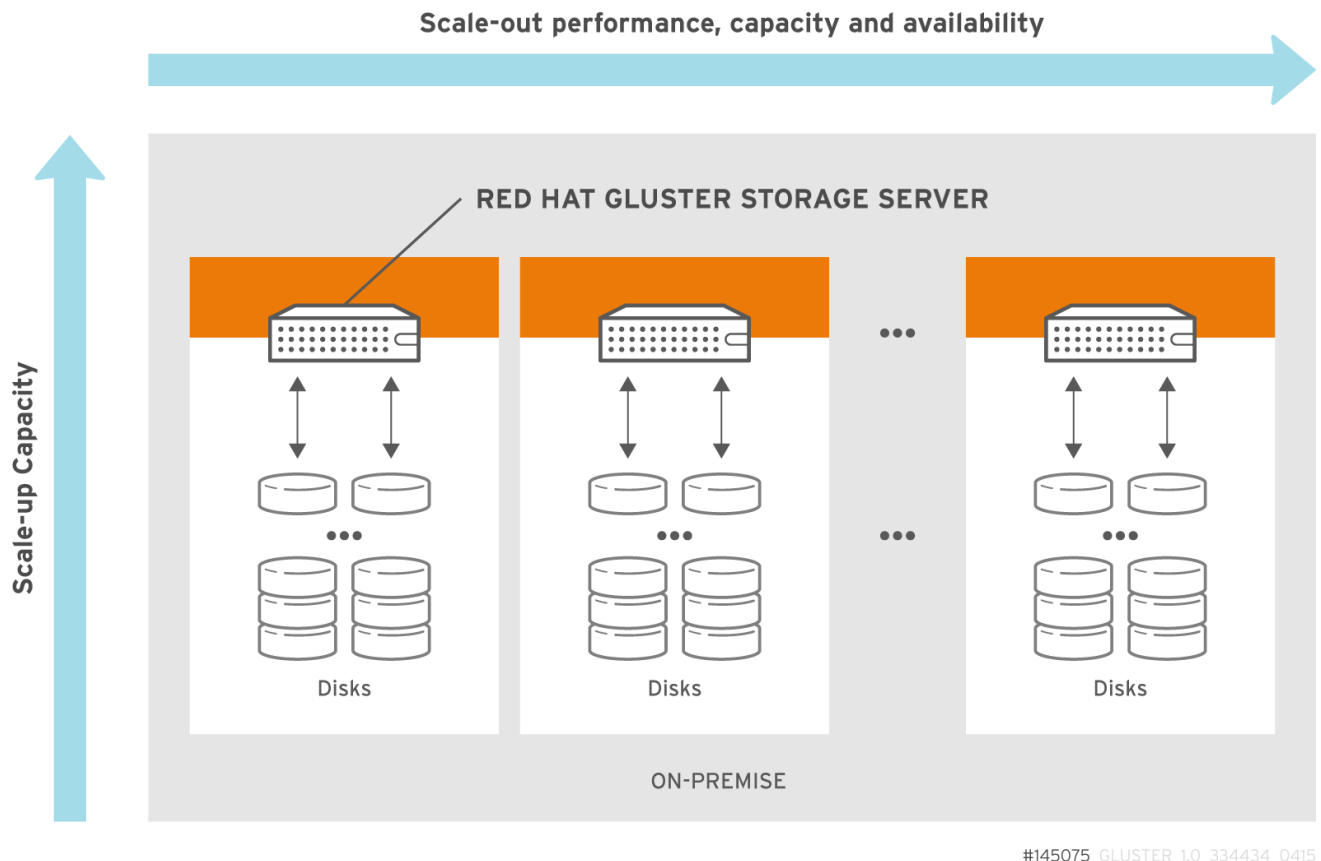 Scale-out performance, capacity and availability
Scale-up Capacity
RED HAT GLUSTER STORAGE SERVER
Disks
Disks
Disks
ON-PREMISE
#145075 GLUSTER 1.0 334434 0415